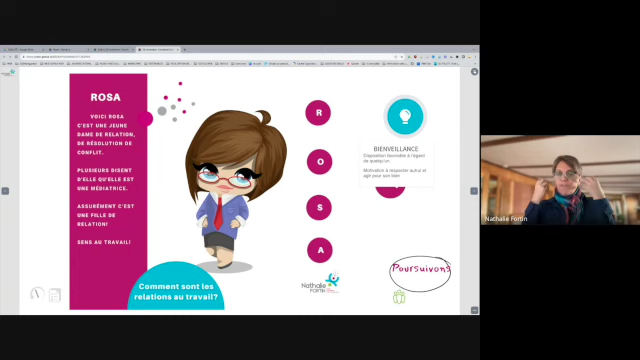 ROSA
VOICI ROSA
C'EST UNE JEUNE
DAME DE RELATION,
DE RÉSOLUTION DE
CONFLIT.
PLUSIEURS DISENT
D'ELLE QU'ELLE EST
UNE MÉDIATRICE.
ASSURÉMENT C'EST
UNE FILLE DE
RELATION!
SENS AU TRAVAIL!
Comment sont les
relations au travail?
R
O
S
A
BIENVEILLANCE
Disposition favorable à l'égard
de quelqu'un.
Motivation à respecter autrui et
agir pour son bien
Poursuivons
Nathalie
FORTIN
Nathalie Fortin